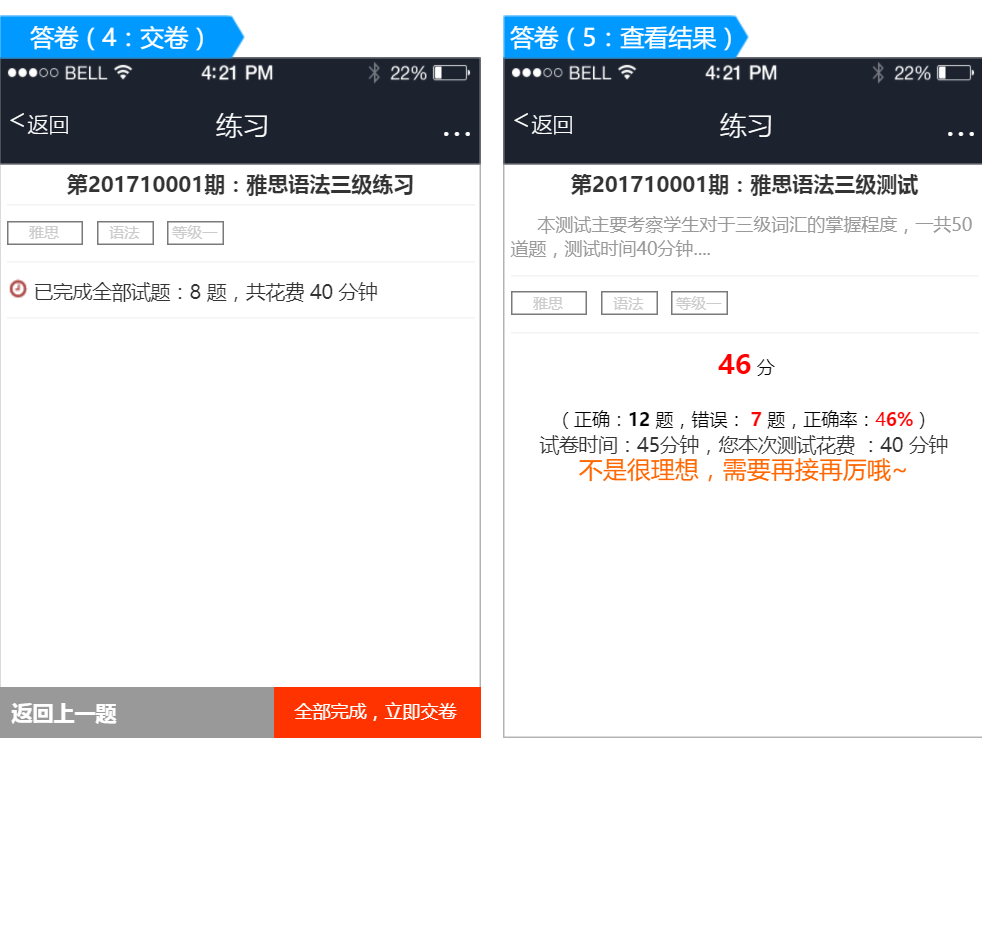 答卷（4：交卷）
●●●○○ BELL 4:21 PM 22%
<返回 练习 ...
第201710001期：雅思语法三级练习
雅思 语法 等级一
已完成全部试题：8 题，共花费 40 分钟
返回上一题 全部完成，立即交卷
答卷（5：查看结果）
●●●○○ BELL 4:21 PM 22%
<返回 练习 ...
第201710001期：雅思语法三级测试
本测试主要考察学生对于三级词汇的掌握程度，一共50
道题，测试时间40分钟....
雅思 语法 等级一
46 分
（ 正确：12 题，错误： 7 题，正确率：46% ）
试卷时间：45分钟，您本次测试花费 ：40 分钟
不是很理想，需要再接再厉哦~